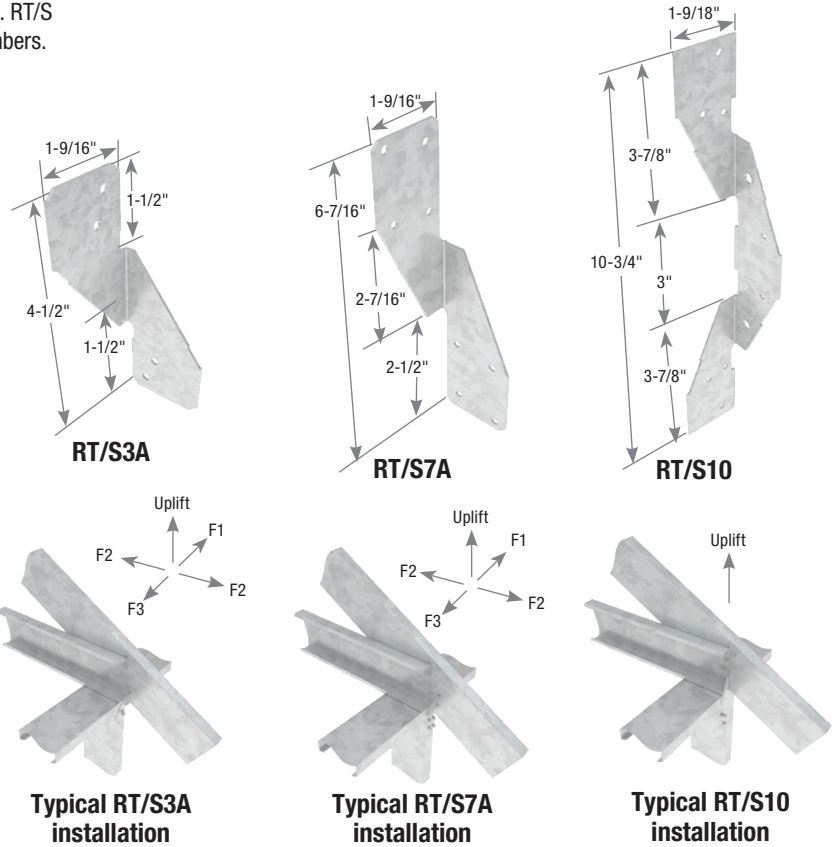 . RT/S
nbers.
1-9/16"
1-1/2"
4-1/2"
1-1/2"
RT/S3A
1-9/16"
6-7/16"
2-7/16"
2-1/2"
RT/S7A
1-9/18"
3-7/8"
10-3/4"
3"
3-7/8"
RT/S10
Uplift
F1
F2
F2
F3
Typical RT/S3A
installation
Uplift
F1
F2
F2
F3
Typical RT/S7A
installation
Uplift
Typical RT/S10
installation